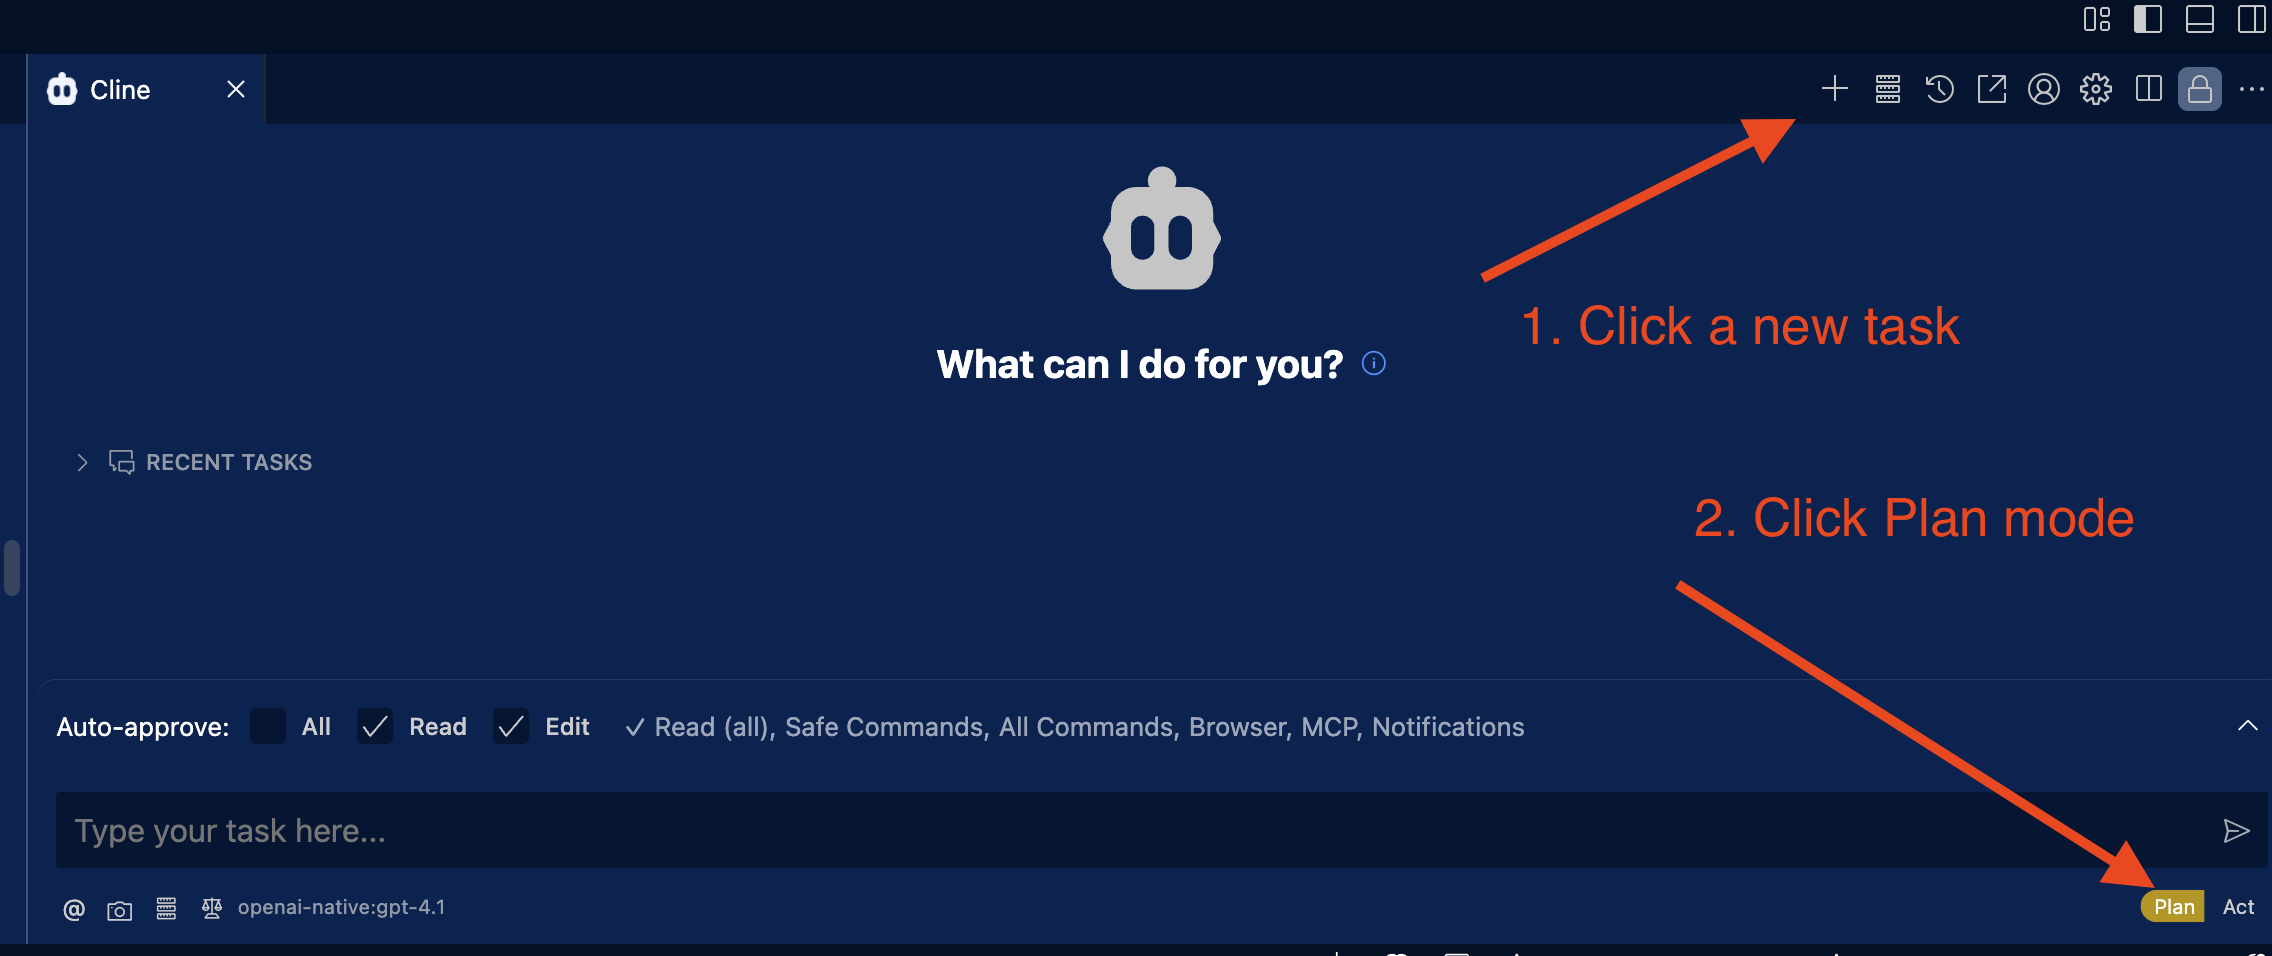 Cline
1. Click a new task
What can I do for you?
RECENT TASKS
2. Click Plan mode
Auto-approve: All Read Edit Read (all), Safe Commands, All Commands, Browser, MCP, Notifications
Type your task here...
@ openai-native:gpt-4.1 Plan Act